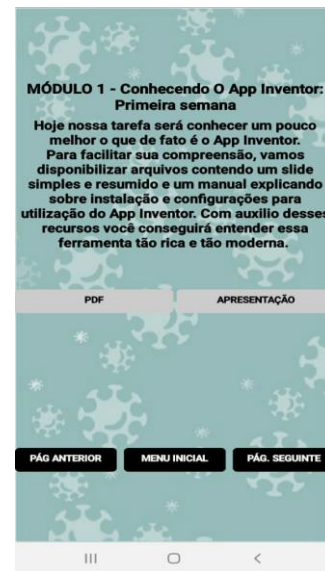 MÓDULO 1 - Conhecendo O App Inventor:
Primeira semana
Hoje nossa tarefa será conhecer um pouco
melhor o que de fato é o App Inventor.
Para facilitar sua compreensão, vamos
disponibilizar arquivos contendo um slide
simples e resumido e um manual explicando
sobre instalação e configurações para
utilização do App Inventor. Com auxilio desses
recursos você conseguirá entender essa
ferramenta tão rica e tão moderna.
PDF APRESENTAÇÃO
PÁG ANTERIOR MENU INICIAL PÁG. SEGUINTE